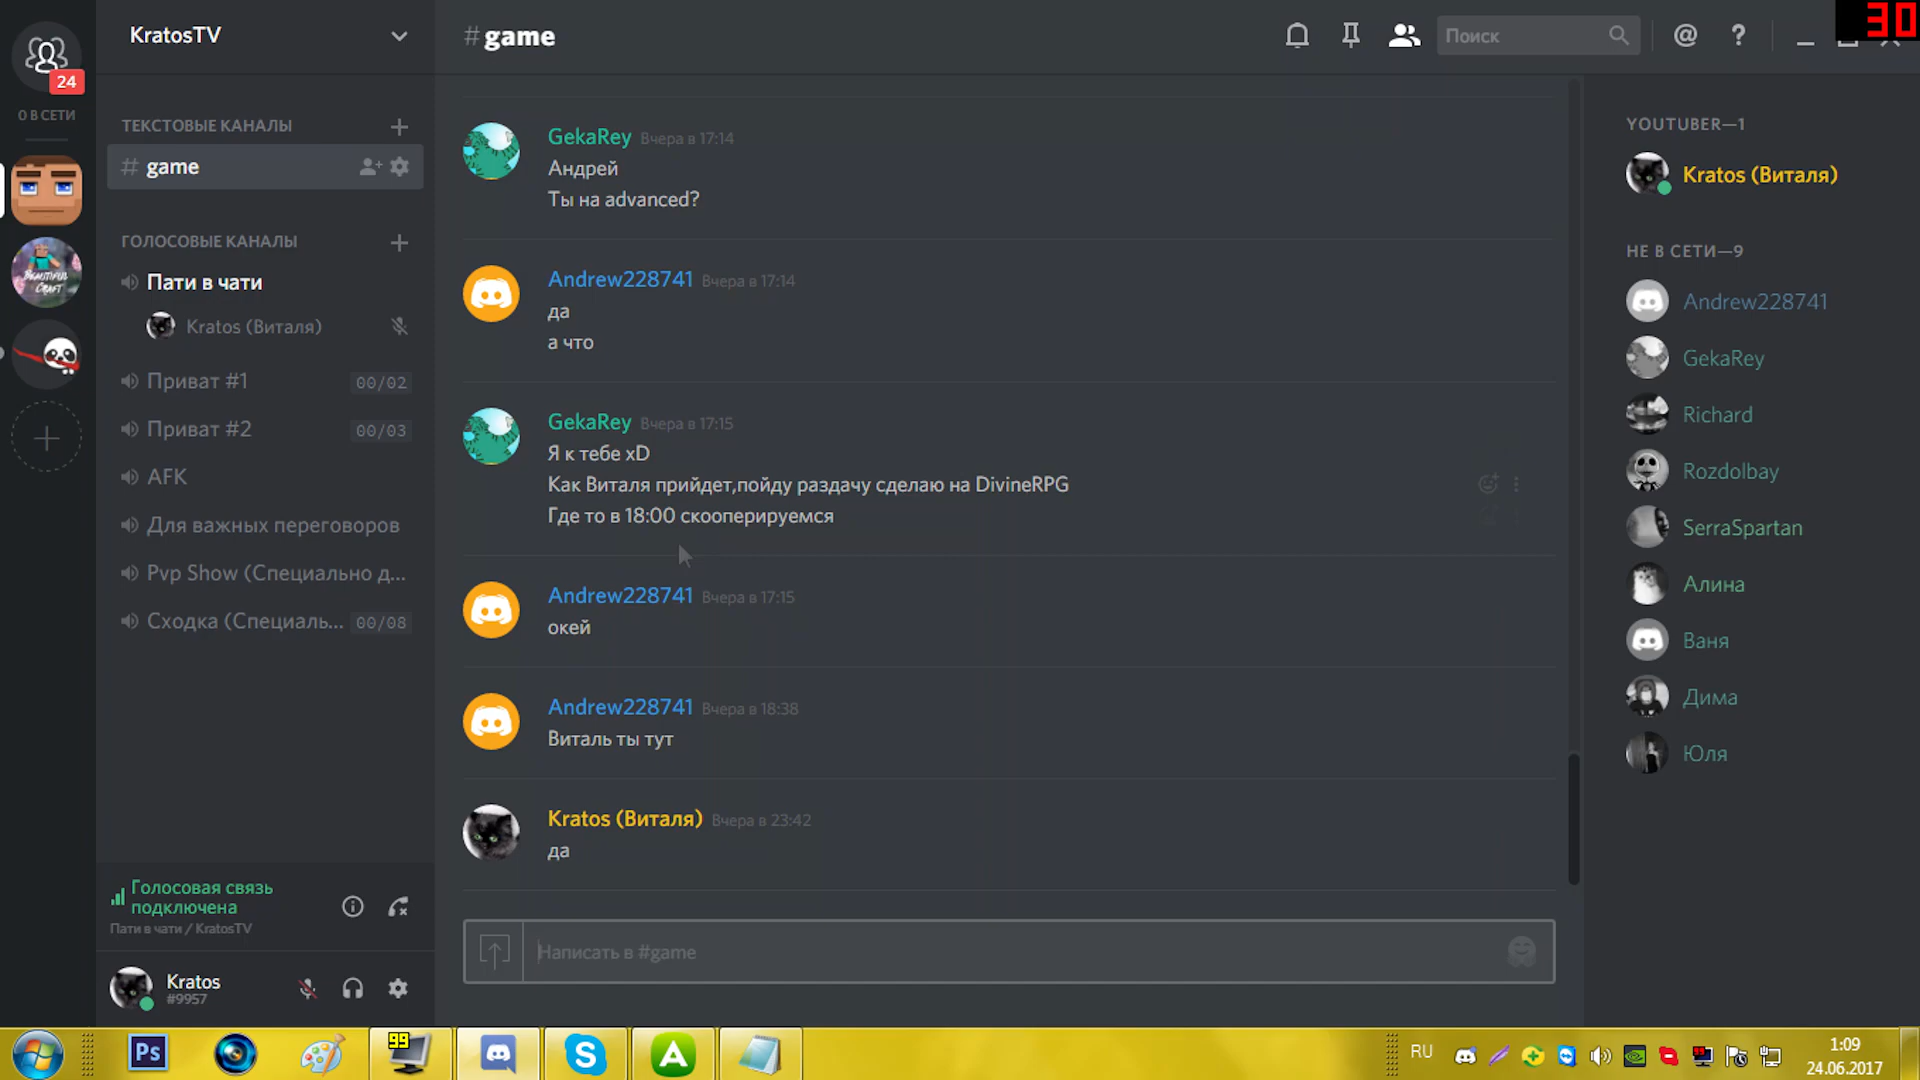 24
0 В СЕТИ
BEAUTIFUL CRAFT
KratosTV
ТЕКСТОВЫЕ КАНАЛЫ
# game
ГОЛОСОВЫЕ КАНАЛЫ
Пати в чати
Kratos (Виталя)
Приват #1 00/02
Приват #2 00/03
AFK
Для важных переговоров
Pvp Show (Специально д...
Сходка (Специаль... 00/08
Голосовая связь
подключена
Пати в чати / KratosTV
Kratos
#9957
# game
Поиск
@ ?
30
GekaRey Вчера в 17:14
Андрей
Ты на advanced?
Andrew228741 Вчера в 17:14
да
а что
GekaRey Вчера в 17:15
Я к тебе xD
Как Виталя прийдет,пойду раздачу сделаю на DivineRPG
Где то в 18:00 скооперируемся
Andrew228741 Вчера в 17:15
окей
Andrew228741 Вчера в 18:38
Виталь ты тут
Kratos (Виталя) Вчера в 23:42
да
Написать в #game
YOUTUBER—1
Kratos (Виталя)
НЕ В СЕТИ—9
Andrew228741
GekaRey
Richard
Rozdolbay
SerraSpartan
Алина
Ваня
Дима
Юля
Ps
99
S
A
RU
1:09
24.06.2017